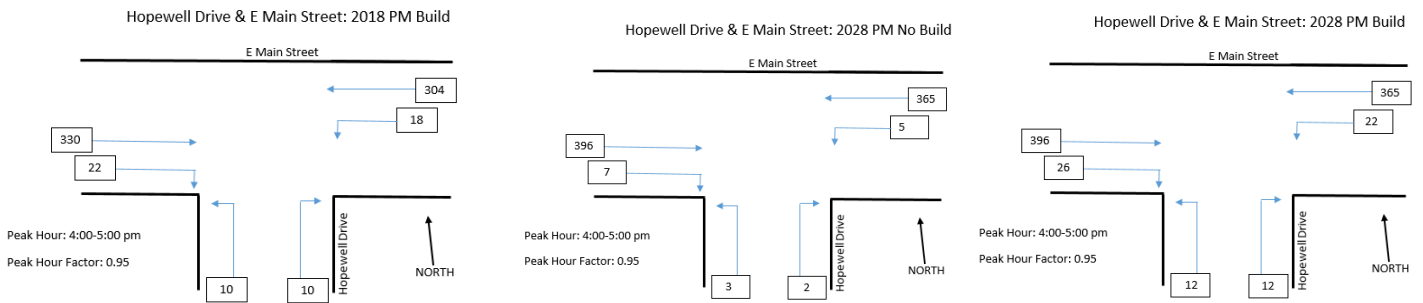 Hopewell Drive & E Main Street: 2018 PM Build
E Main Street
304
18
330
22
Peak Hour: 4:00-5:00 pm
Peak Hour Factor: 0.95
10
10
Hopewell Drive
NORTH
Hopewell Drive & E Main Street: 2028 PM No Build
E Main Street
365
5
396
7
Peak Hour: 4:00-5:00 pm
Peak Hour Factor: 0.95
3
2
Hopewell Drive
NORTH
Hopewell Drive & E Main Street: 2028 PM Build
E Main Street
365
22
396
26
Peak Hour: 4:00-5:00 pm
Peak Hour Factor: 0.95
12
12
Hopewell Drive
NORTH